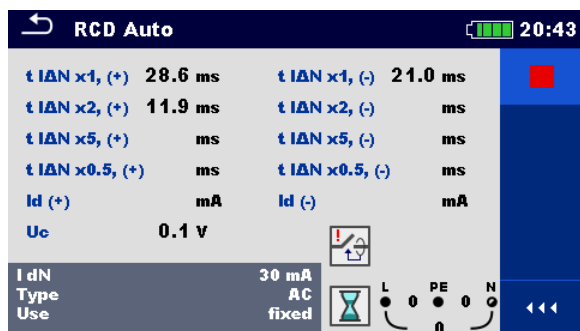 RCD Auto 20:43
t IΔN x1, (+) 28.6 ms t IΔN x1, (-) 21.0 ms
t IΔN x2, (+) 11.9 ms t IΔN x2, (-) ms
t IΔN x5, (+) ms t IΔN x5, (-) ms
t IΔN x0.5, (+) ms t IΔN x0.5, (-) ms
Id (+) mA Id (-) mA
Uc 0.1 V
I dN 30 mA
Type AC
Use fixed
L PE N
0 0
0